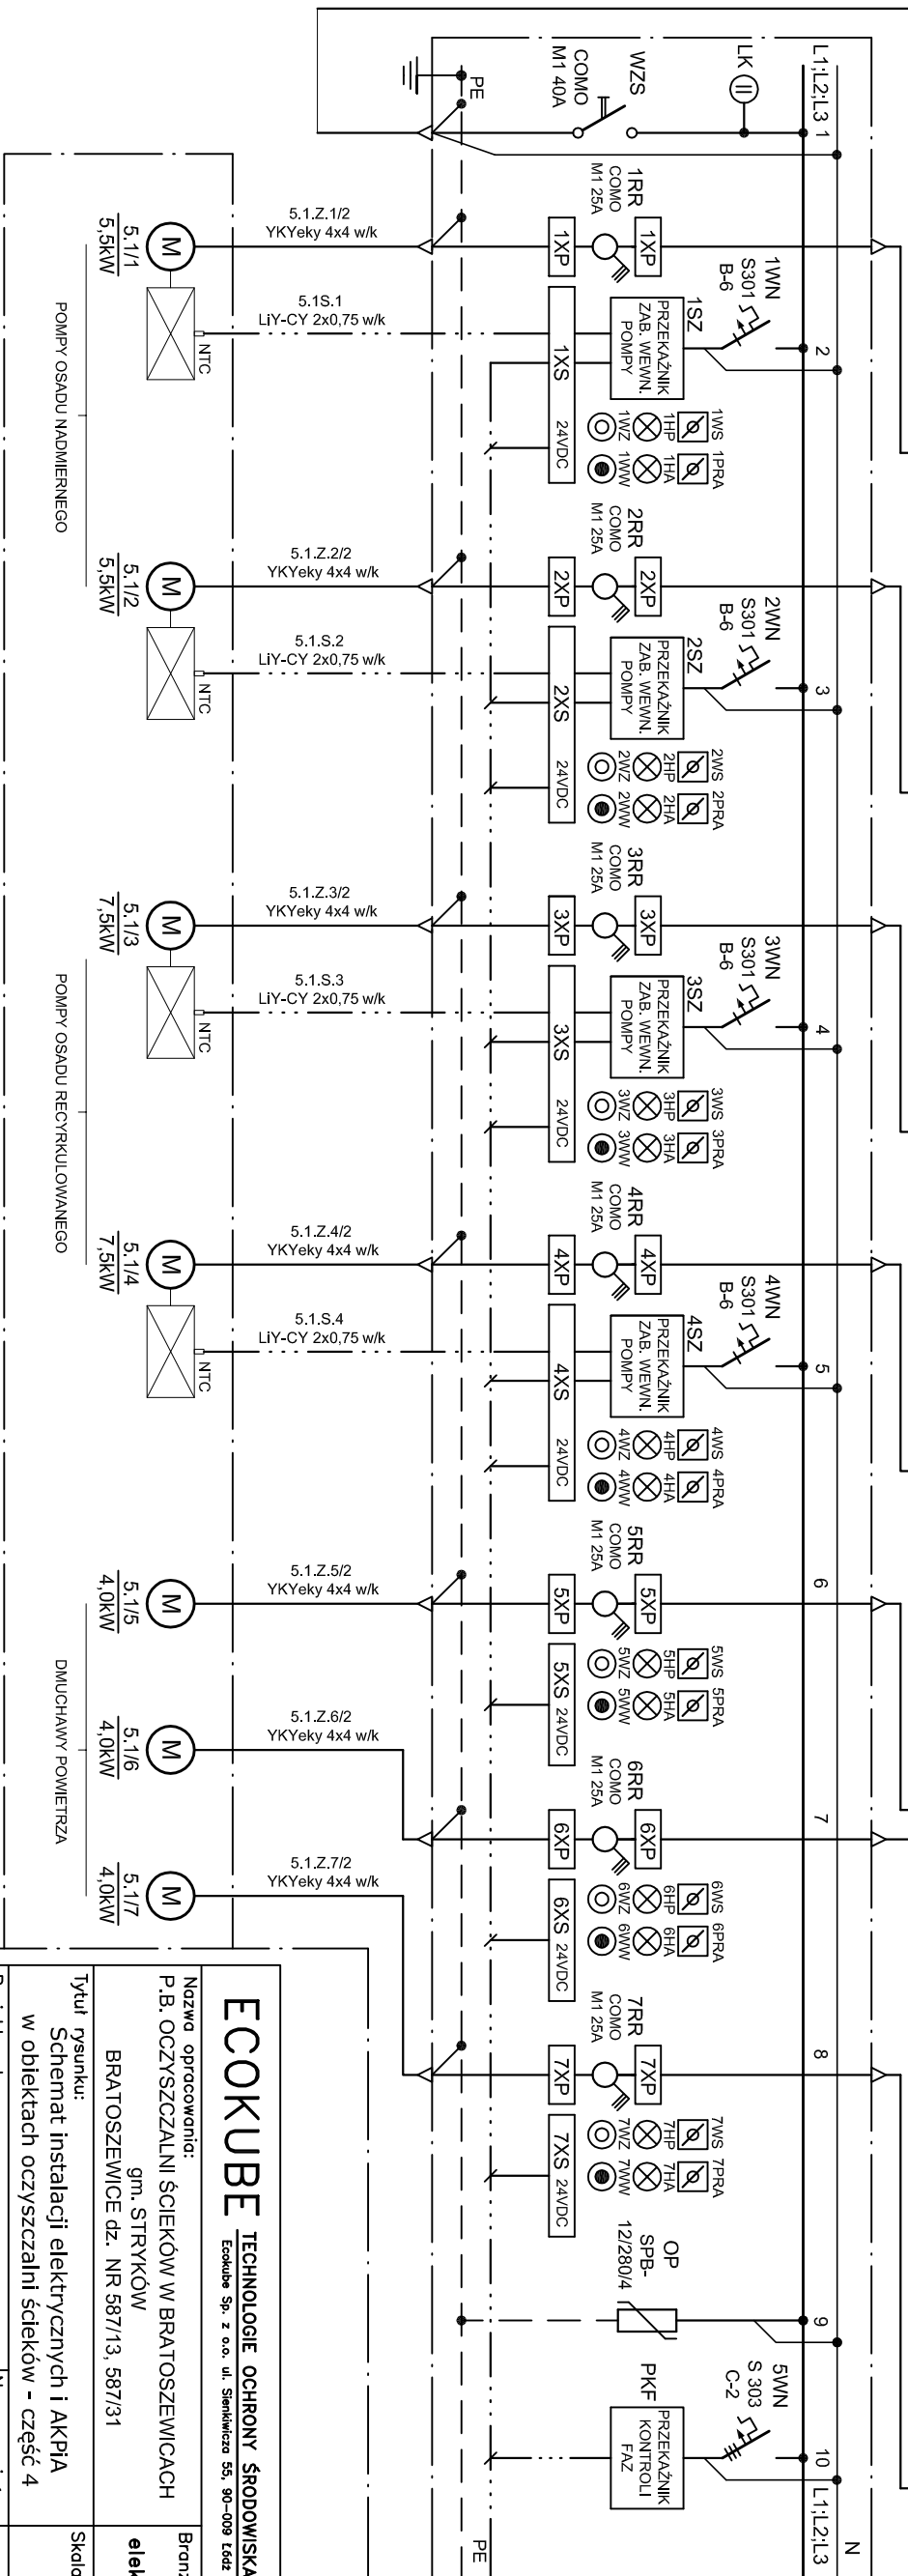 L1;L2;L3
1
LK
WZS
COMO
M1 40A
PE
1RR
COMO
M1 25A
1XP
1XP
1WN
S301
B-6
2
1SZ
PRZEKAŹNIK
ZAB. WEWN.
POMPY
1XS
24VDC
1WS
1PRA
1HP
1HA
1WZ
1WW
5.1.Z.1/2
YKYeky 4x4 w/k
5.1S.1
LiY-CY 2x0,75 w/k
M
NTC
5.1/1
5,5kW
2RR
COMO
M1 25A
2XP
2XP
2WN
S301
B-6
3
2SZ
PRZEKAŹNIK
ZAB. WEWN.
POMPY
2XS
24VDC
2WS
2PRA
2HP
2HA
2WZ
2WW
5.1.Z.2/2
YKYeky 4x4 w/k
5.1.S.2
LiY-CY 2x0,75 w/k
M
NTC
5.1/2
5,5kW
POMPY OSADU NADMIERNEGO
3RR
COMO
M1 25A
3XP
3XP
3WN
S301
B-6
4
3SZ
PRZEKAŹNIK
ZAB. WEWN.
POMPY
3XS
24VDC
3WS
3PRA
3HP
3HA
3WZ
3WW
5.1.Z.3/2
YKYeky 4x4 w/k
5.1.S.3
LiY-CY 2x0,75 w/k
M
NTC
5.1/3
7,5kW
4RR
COMO
M1 25A
4XP
4XP
4WN
S301
B-6
5
4SZ
PRZEKAŹNIK
ZAB. WEWN.
POMPY
4XS
24VDC
4WS
4PRA
4HP
4HA
4WZ
4WW
5.1.Z.4/2
YKYeky 4x4 w/k
5.1.S.4
LiY-CY 2x0,75 w/k
M
NTC
5.1/4
7,5kW
POMPY OSADU RECYRKULOWANEGO
6
5RR
COMO
M1 25A
5XP
5XP
5XS 24VDC
5WS
5PRA
5HP
5HA
5WZ
5WW
5.1.Z.5/2
YKYeky 4x4 w/k
M
5.1/5
4,0kW
7
6RR
COMO
M1 25A
6XP
6XP
6XS 24VDC
6WS
6PRA
6HP
6HA
6WZ
6WW
5.1.Z.6/2
YKYeky 4x4 w/k
M
5.1/6
4,0kW
8
7RR
COMO
M1 25A
7XP
7XP
7XS 24VDC
7WS
7PRA
7HP
7HA
7WZ
7WW
5.1.Z.7/2
YKYeky 4x4 w/k
M
5.1/7
4,0kW
DMUCHAWY POWIETRZA
9
OP
SPB-
12/280/4
5WN
S 303
C-2
10
PKF
PRZEKAŹNIK
KONTROLI
FAZ
N
L1;L2;L3
PE
ECOKUBE
TECHNOLOGIE OCHRONY ŚRODOWISKA
Ecokube Sp. z o.o. ul. Sienkiwicza 55, 90-009 Łódź
Nazwa opracowania:
P.B. OCZYSZCZALNI ŚCIEKÓW W BRATOSZEWICACH
gm. STRYKÓW
BRATOSZEWICE dz. NR 587/13, 587/31
Tytuł rysunku:
Schemat instalacji elektrycznych i AKPiA
w obiektach oczyszczalni ścieków - część 4
Skala